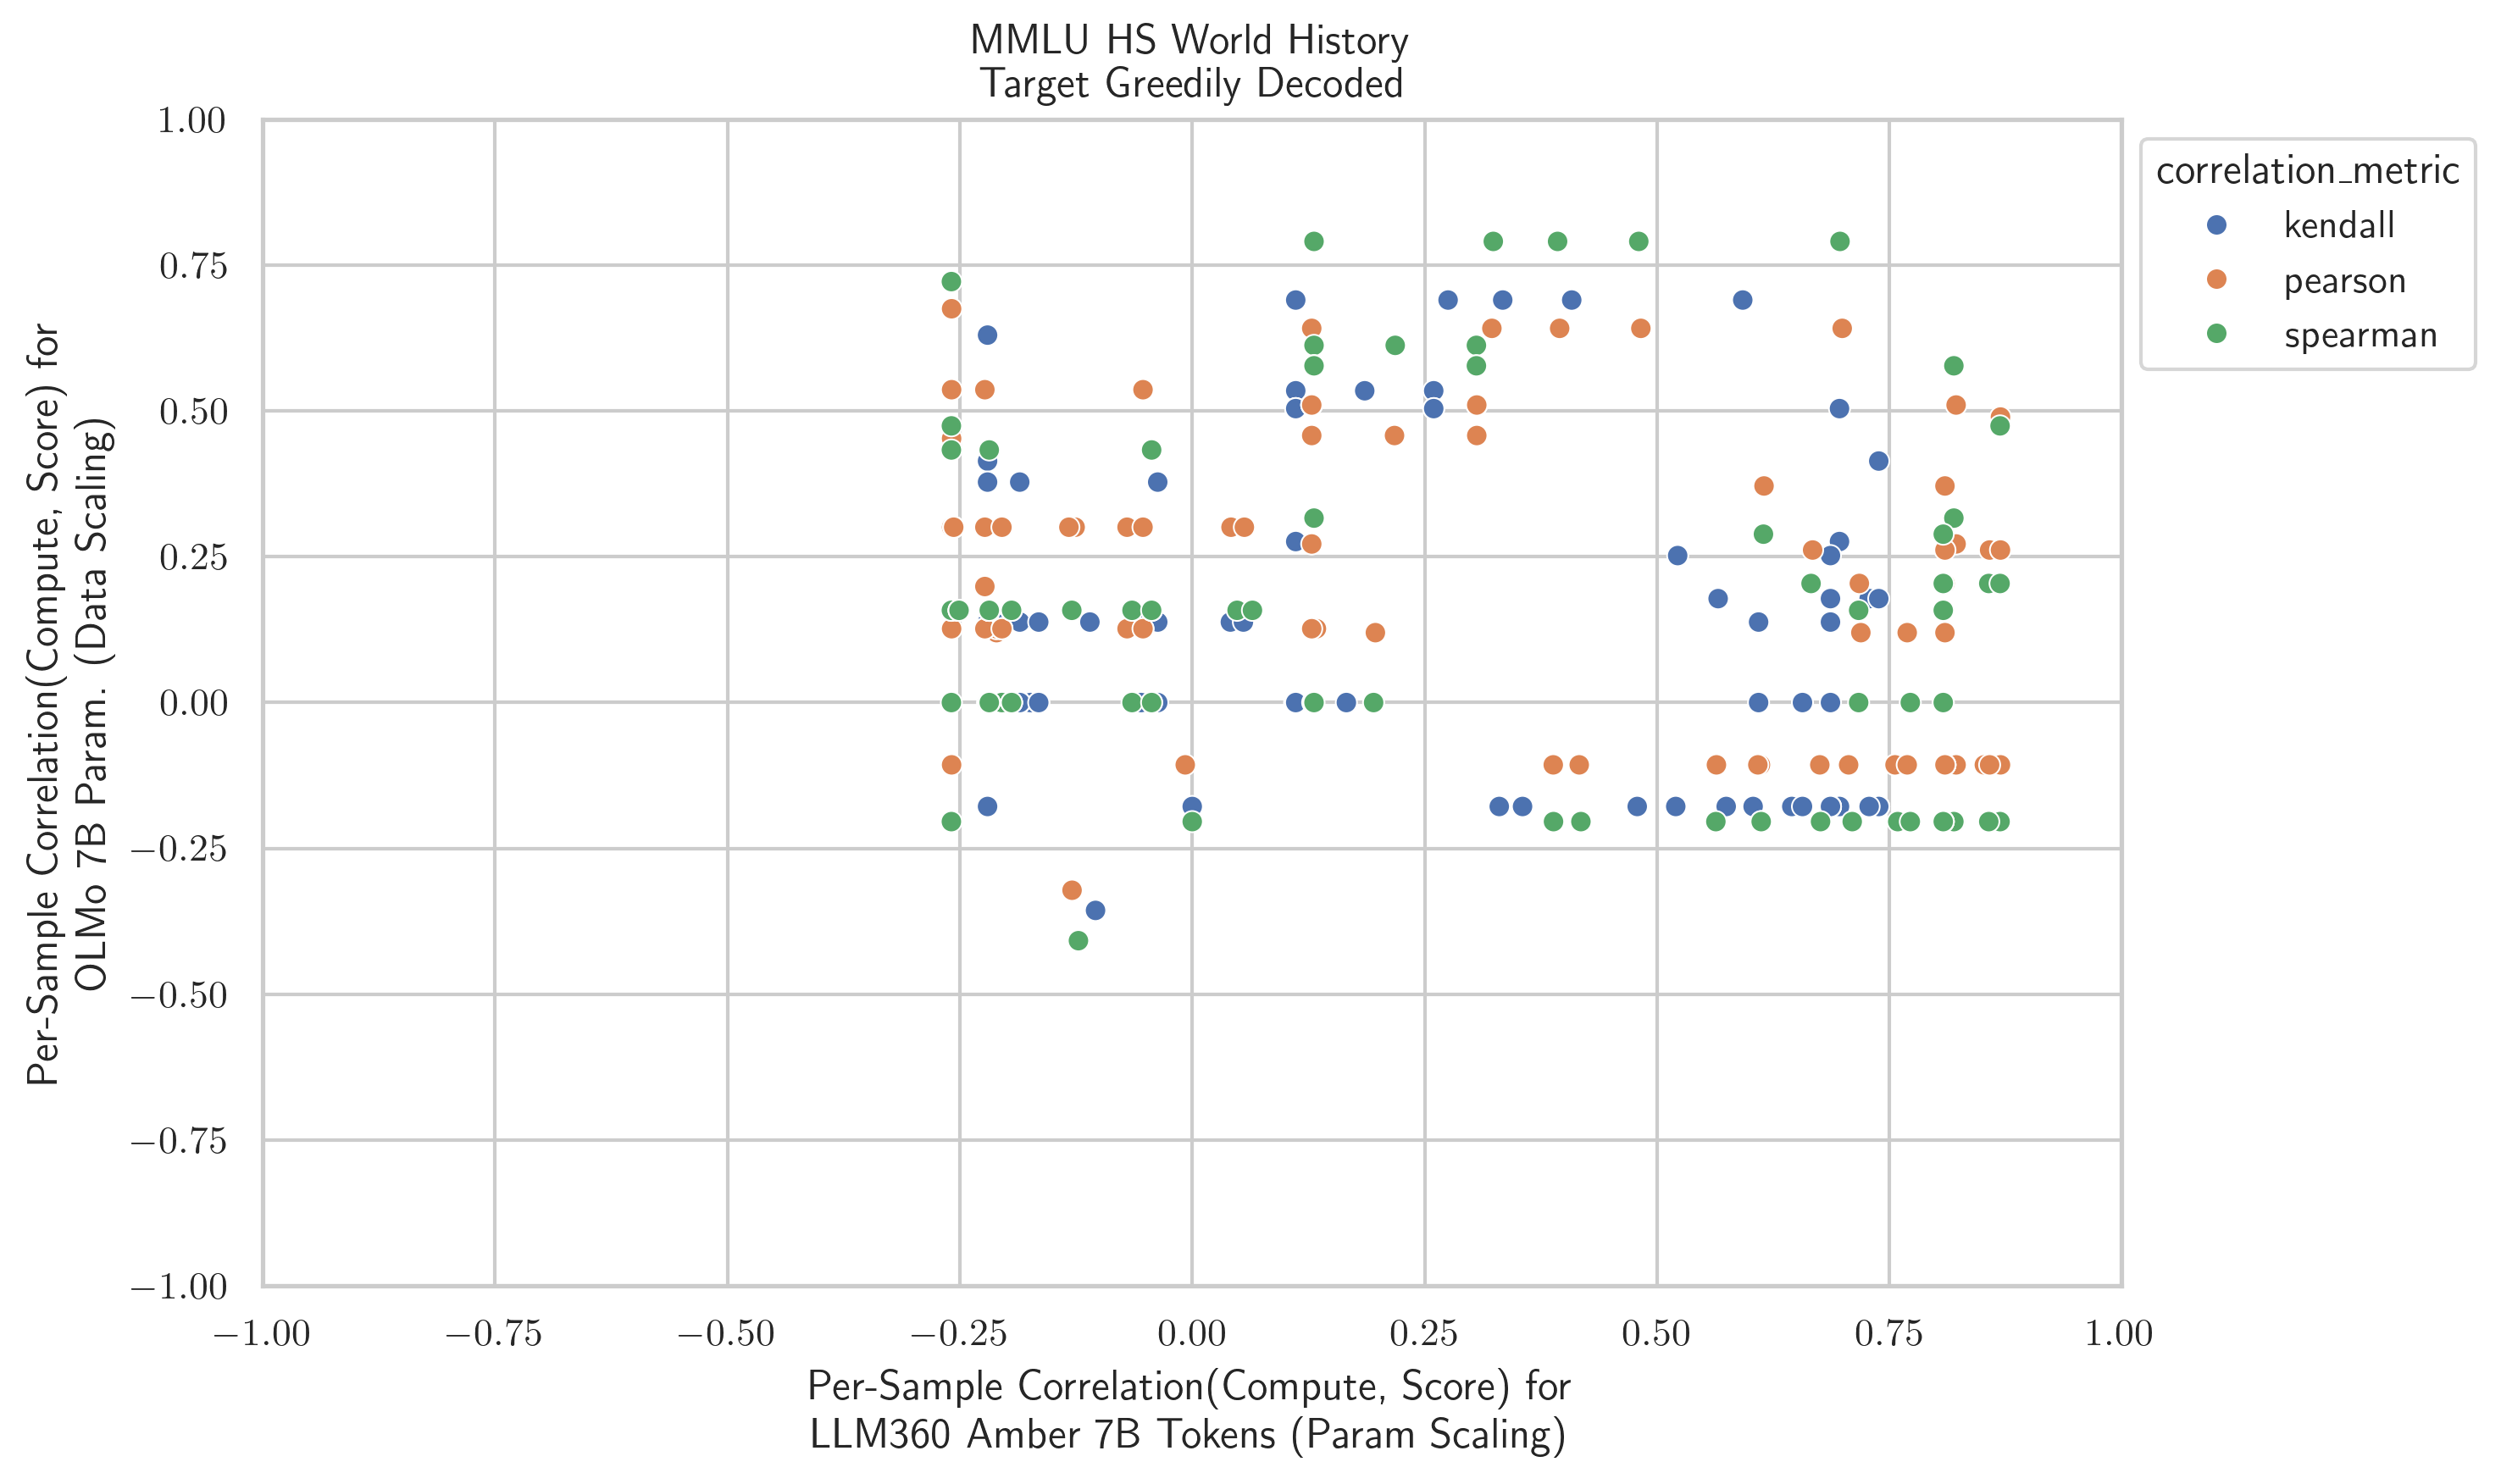 MMLU HS World History
Target Greedily Decoded
1.00
0.75
0.50
0.25
0.00
−0.25
−0.50
−0.75
−1.00
Per-Sample Correlation(Compute, Score) for
OLMo 7B Param. (Data Scaling)
correlation_metric
kendall
pearson
spearman
−1.00 −0.75 −0.50 −0.25 0.00 0.25 0.50 0.75 1.00
Per-Sample Correlation(Compute, Score) for
LLM360 Amber 7B Tokens (Param Scaling)